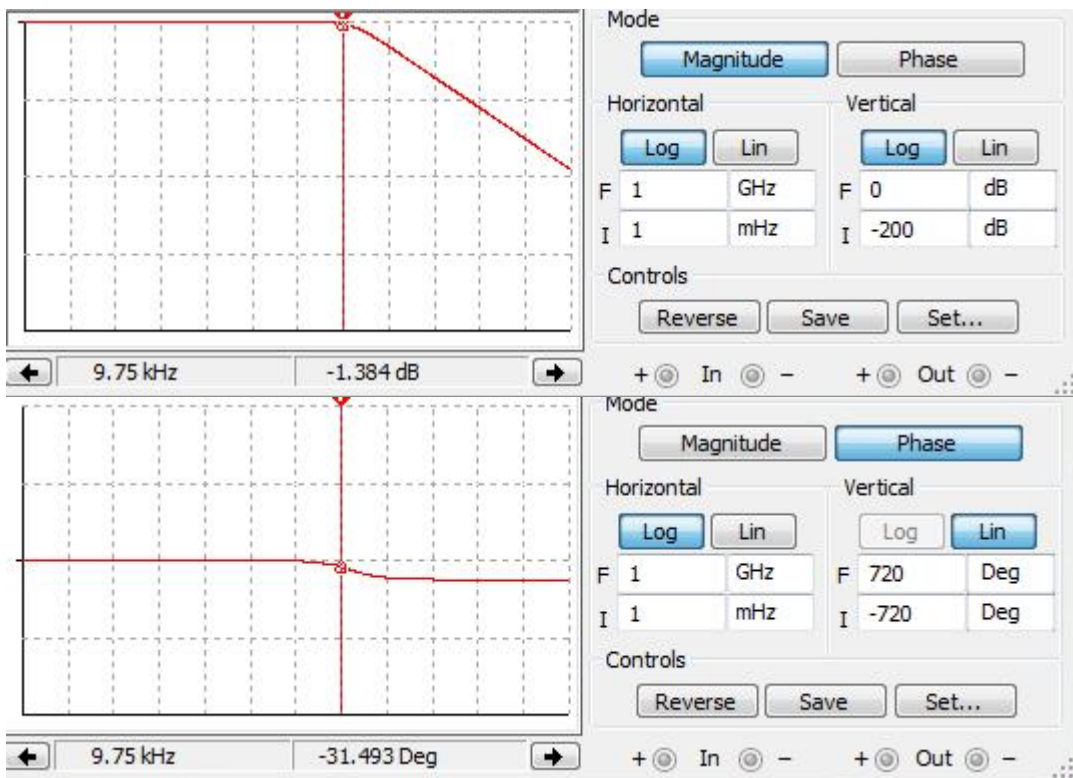 Mode
Magnitude Phase
Horizontal Vertical
Log Lin Log Lin
F 1 GHz F 0 dB
I 1 mHz I -200 dB
Controls
Reverse Save Set...
9.75 kHz -1.384 dB + In - + Out -
Mode
Magnitude Phase
Horizontal Vertical
Log Lin Log Lin
F 1 GHz F 720 Deg
I 1 mHz I -720 Deg
Controls
Reverse Save Set...
9.75 kHz -31.493 Deg + In - + Out -